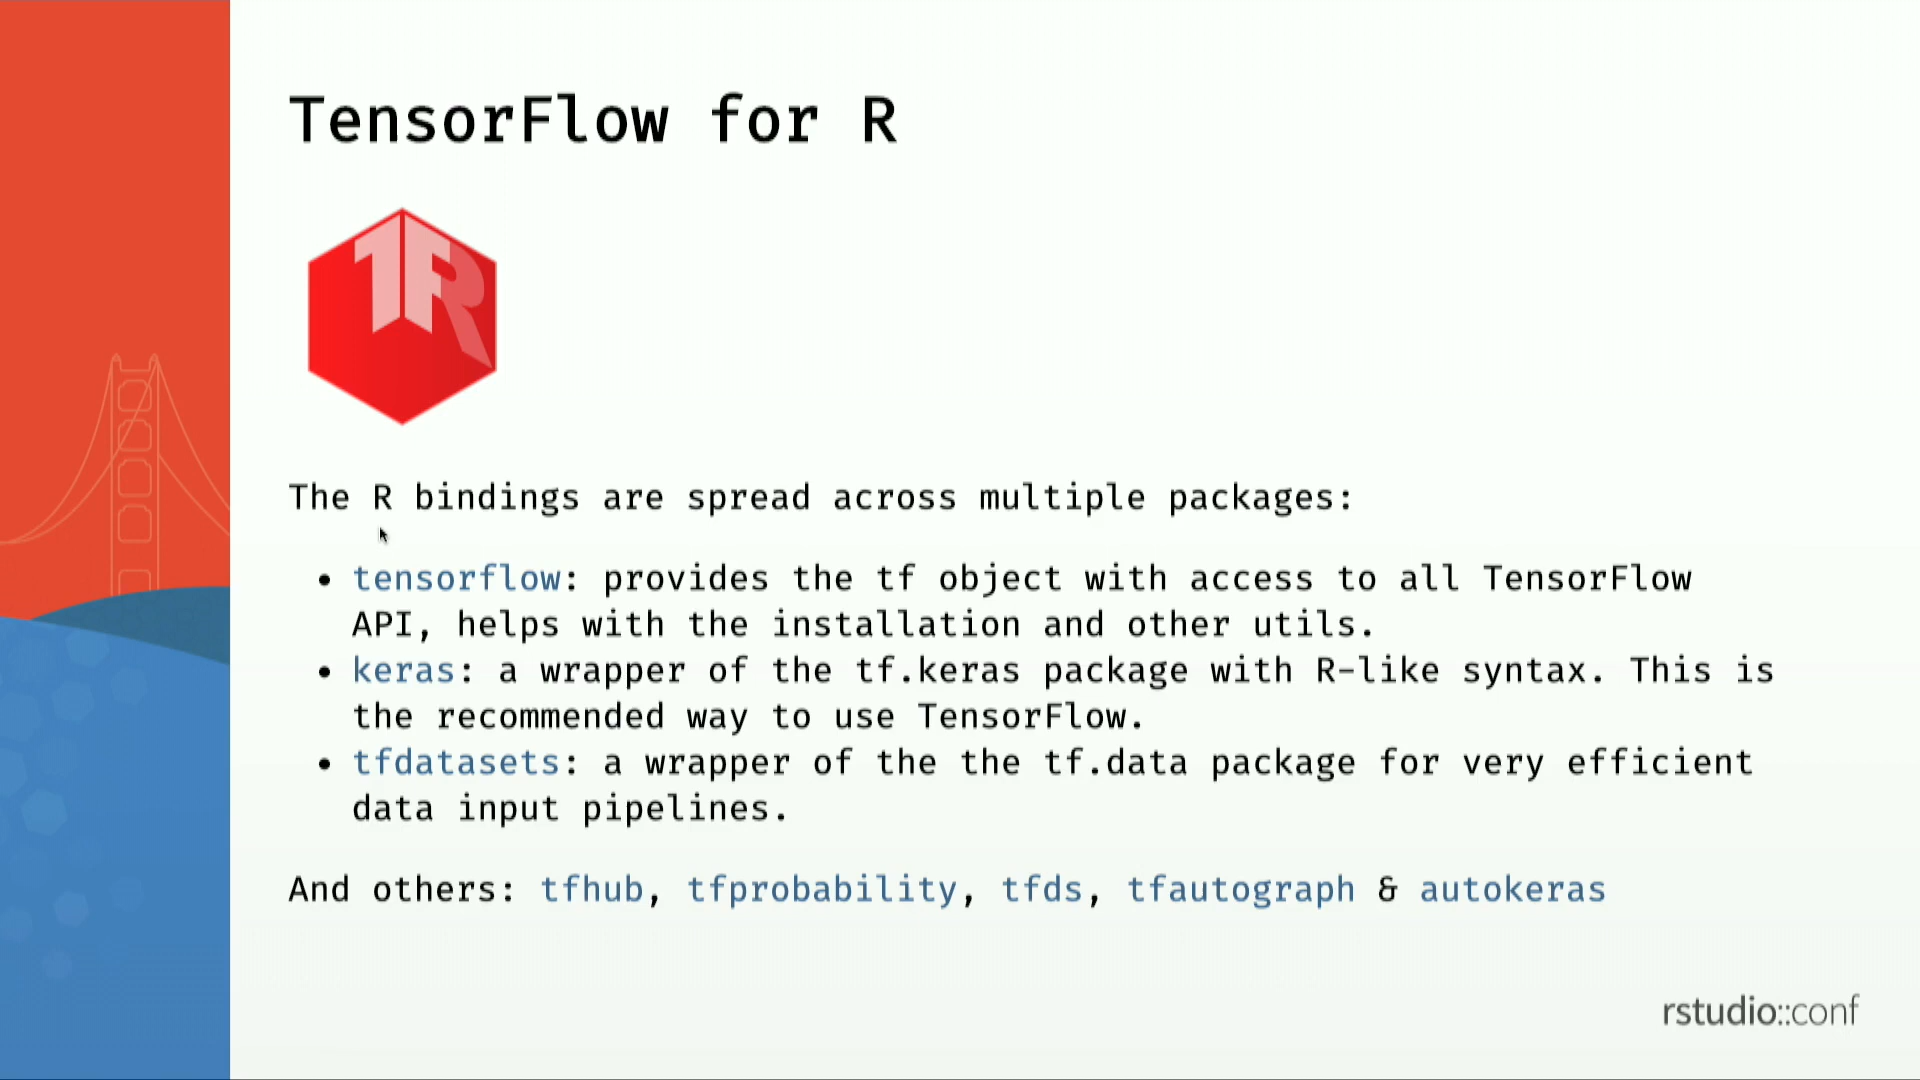 TensorFlow for R
TFR
The R bindings are spread across multiple packages:
• tensorflow: provides the tf object with access to all TensorFlow
API, helps with the installation and other utils.
• keras: a wrapper of the tf.keras package with R-like syntax. This is
the recommended way to use TensorFlow.
• tfdatasets: a wrapper of the the tf.data package for very efficient
data input pipelines.
And others: tfhub, tfprobability, tfds, tfautograph & autokeras
rstudio::conf